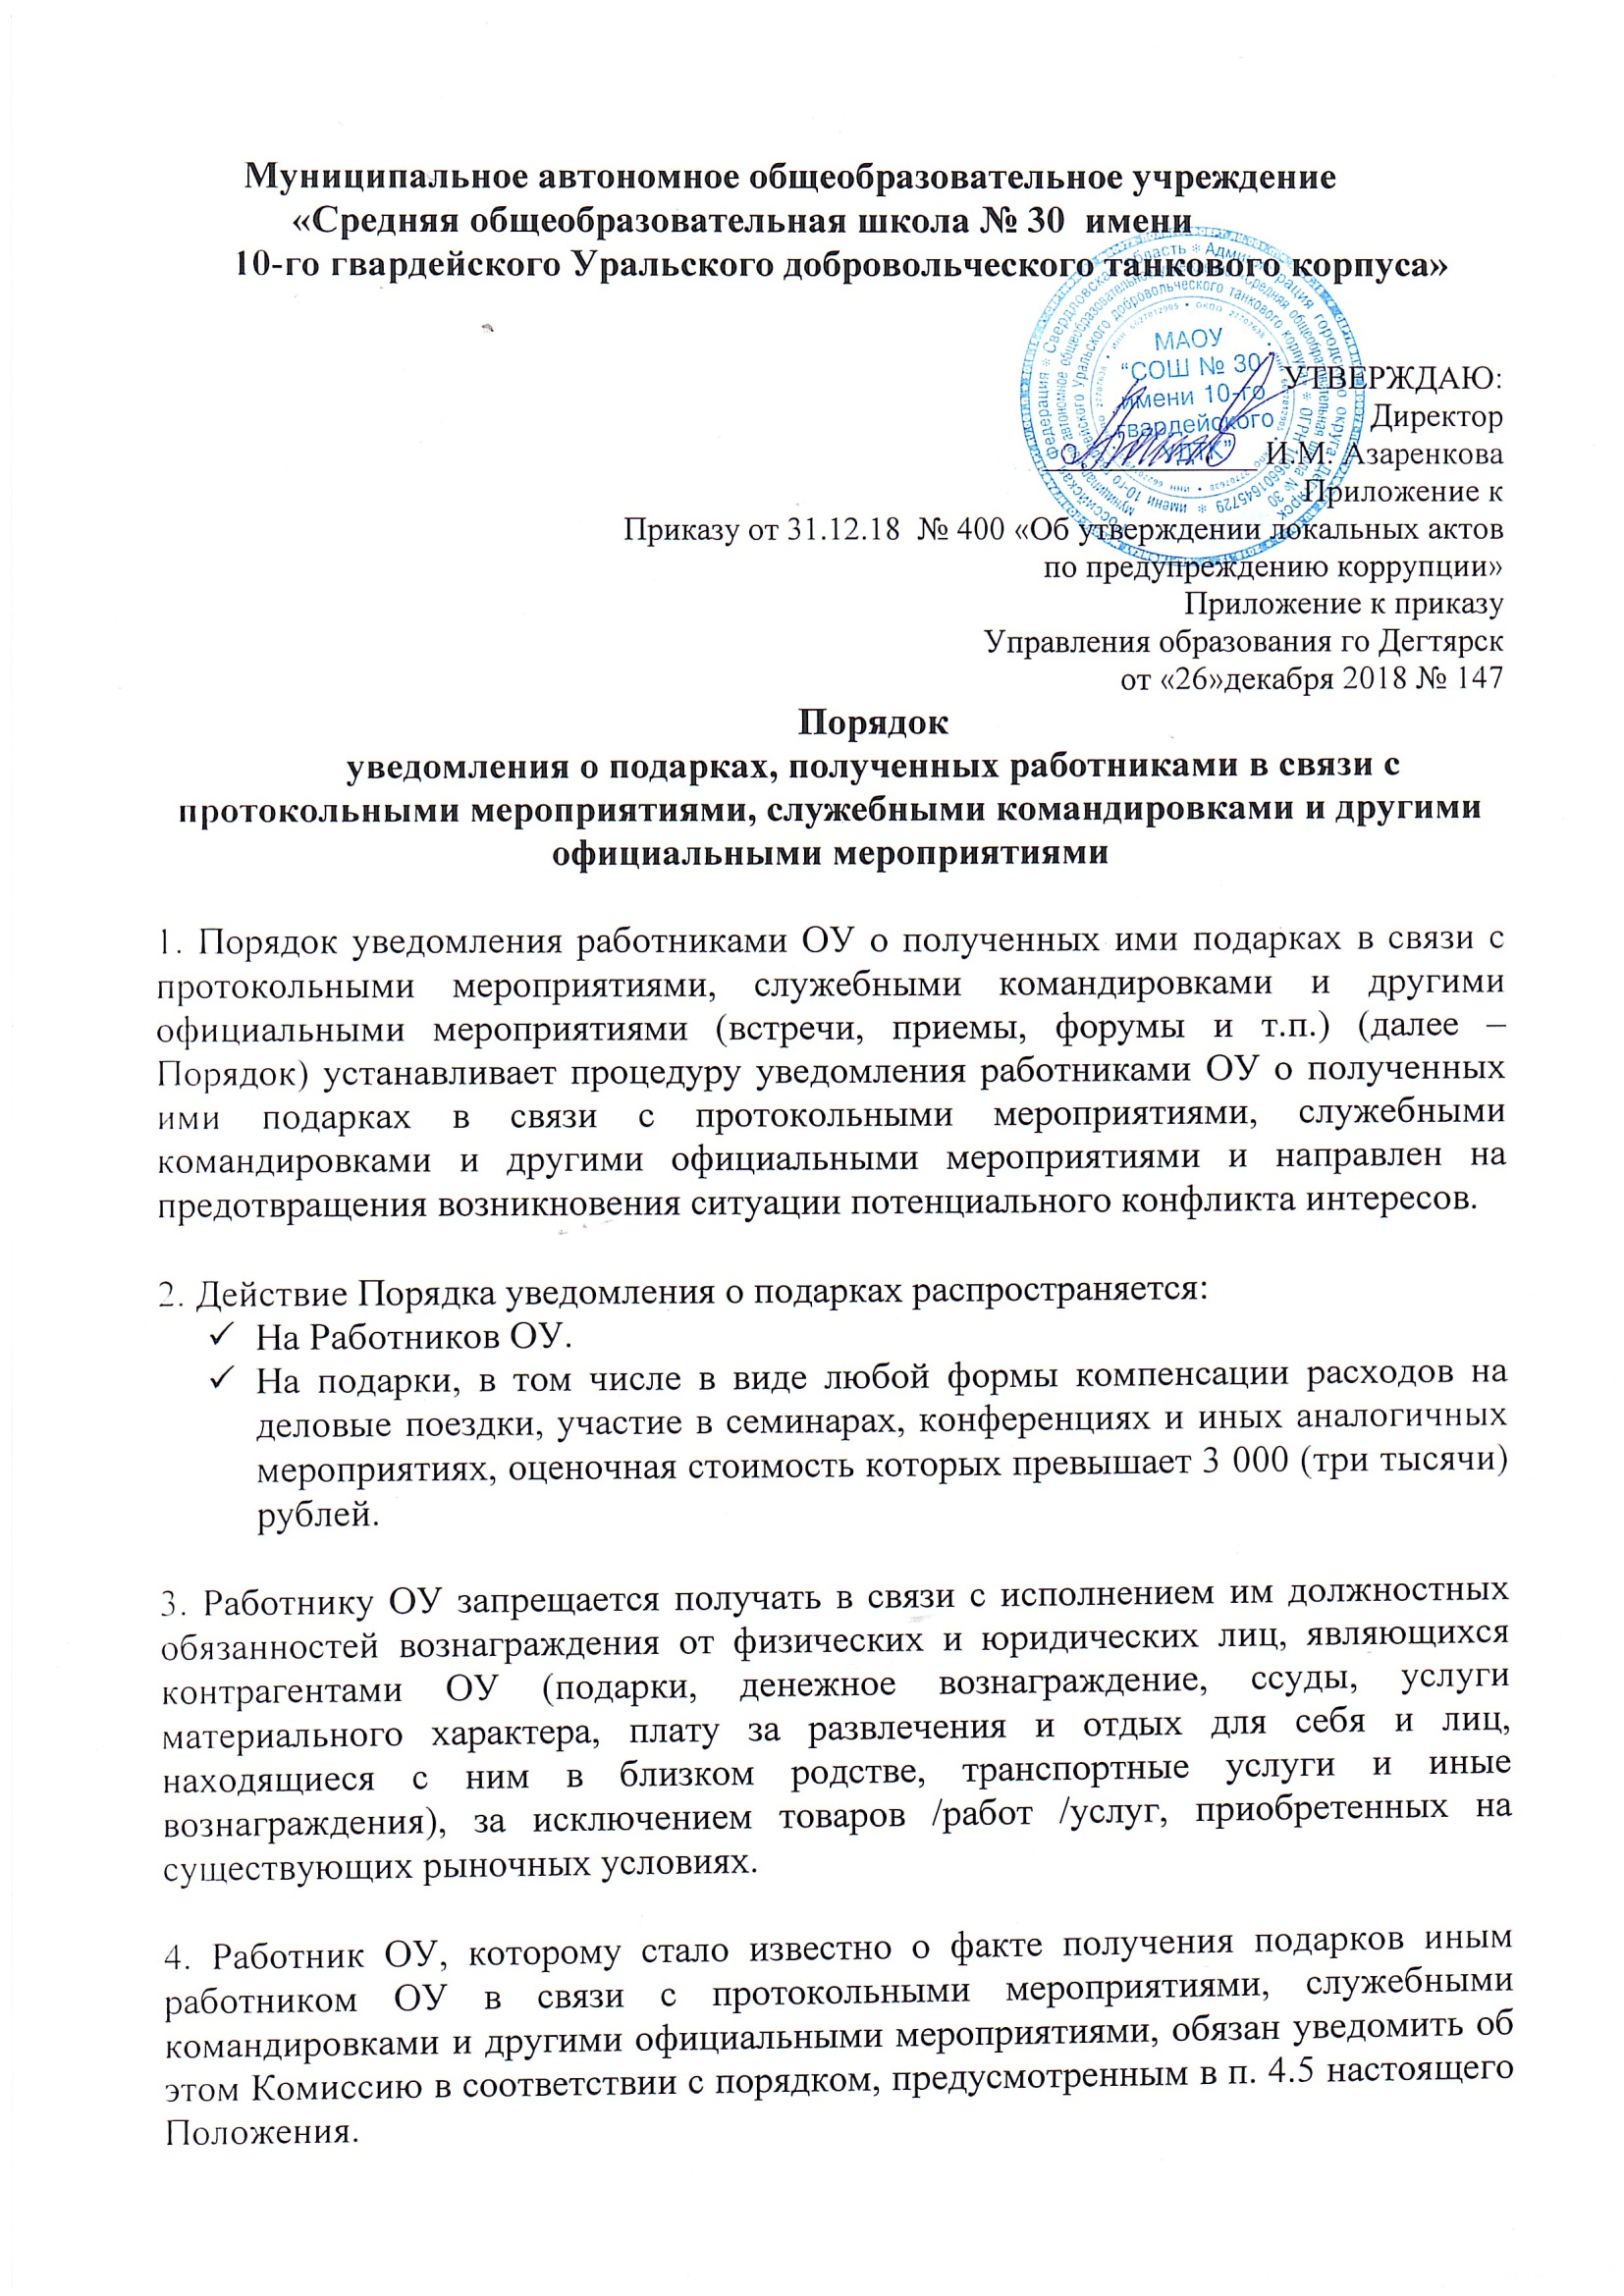 Муниципальное автономное общеобразовательное учреждение
«Средняя общеобразовательная школа № 30 имени
10-го гвардейского Уральского добровольческого танкового корпуса»
МАОУ
"СОШ № 30
имени 10-го
гвардейского
УДТК"
УТВЕРЖДАЮ:
Директор
И.М. Азаренкова
Приложение к
Приказу от 31.12.18 № 400 «Об утверждении локальных актов
по предупреждению коррупции»
Приложение к приказу
Управления образования го Дегтярск
от «26»декабря 2018 № 147
Порядок
уведомления о подарках, полученных работниками в связи с
протокольными мероприятиями, служебными командировками и другими
официальными мероприятиями
1. Порядок уведомления работниками ОУ о полученных ими подарках в связи с
протокольными мероприятиями, служебными командировками и другими
официальными мероприятиями (встречи, приемы, форумы и т.п.) (далее –
Порядок) устанавливает процедуру уведомления работниками ОУ о полученных
ими подарках в связи с протокольными мероприятиями, служебными
командировками и другими официальными мероприятиями и направлен на
предотвращения возникновения ситуации потенциального конфликта интересов.
2. Действие Порядка уведомления о подарках распространяется:
✓ На Работников ОУ.
✓ На подарки, в том числе в виде любой формы компенсации расходов на
деловые поездки, участие в семинарах, конференциях и иных аналогичных
мероприятиях, оценочная стоимость которых превышает 3 000 (три тысячи)
рублей.
3. Работнику ОУ запрещается получать в связи с исполнением им должностных
обязанностей вознаграждения от физических и юридических лиц, являющихся
контрагентами ОУ (подарки, денежное вознаграждение, ссуды, услуги
материального характера, плату за развлечения и отдых для себя и лиц,
находящиеся с ним в близком родстве, транспортные услуги и иные
вознаграждения), за исключением товаров /работ /услуг, приобретенных на
существующих рыночных условиях.
4. Работник ОУ, которому стало известно о факте получения подарков иным
работником ОУ в связи с протокольными мероприятиями, служебными
командировками и другими официальными мероприятиями, обязан уведомить об
этом Комиссию в соответствии с порядком, предусмотренным в п. 4.5 настоящего
Положения.